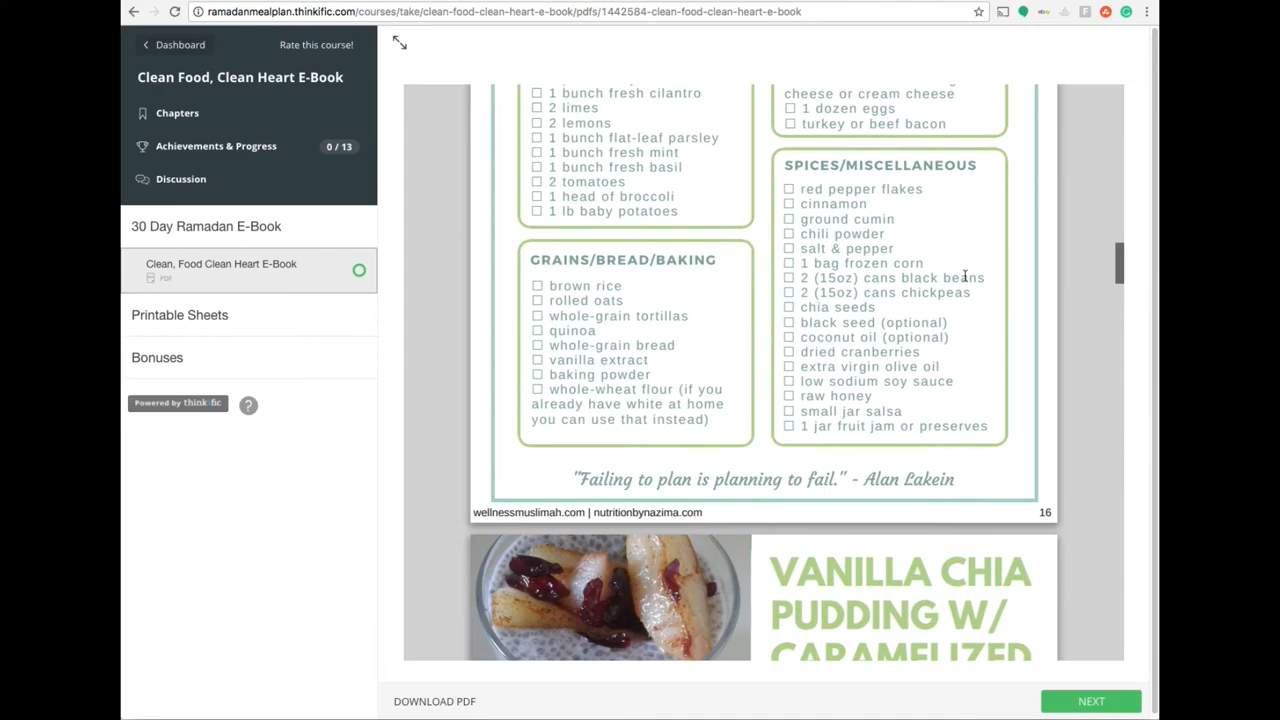 ramadanmealplan.thinkific.com/courses/take/clean-food-clean-heart-e-book/pdfs/1442584-clean-food-clean-heart-e-book
Dashboard
Rate this course!
Clean Food, Clean Heart E-Book
Chapters
Achievements & Progress
0 / 13
Discussion
30 Day Ramadan E-Book
Clean, Food Clean Heart E-Book
PDF
Printable Sheets
Bonuses
Powered by thinkific
?
1 bunch fresh cilantro
2 limes
2 lemons
1 bunch flat-leaf parsley
1 bunch fresh mint
1 bunch fresh basil
2 tomatoes
1 head of broccoli
1 lb baby potatoes
GRAINS/BREAD/BAKING
brown rice
rolled oats
whole-grain tortillas
quinoa
whole-grain bread
vanilla extract
baking powder
whole-wheat flour (if you
already have white at home
you can use that instead)
cheese or cream cheese
1 dozen eggs
turkey or beef bacon
SPICES/MISCELLANEOUS
red pepper flakes
cinnamon
ground cumin
chili powder
salt & pepper
1 bag frozen corn
2 (15oz) cans black beans
2 (15oz) cans chickpeas
chia seeds
black seed (optional)
coconut oil (optional)
dried cranberries
extra virgin olive oil
low sodium soy sauce
raw honey
small jar salsa
1 jar fruit jam or preserves
"Failing to plan is planning to fail." - Alan Lakein
wellnessmuslimah.com | nutritionbynazima.com
16
VANILLA CHIA
PUDDING W/
CARAMELIZED
DOWNLOAD PDF
NEXT